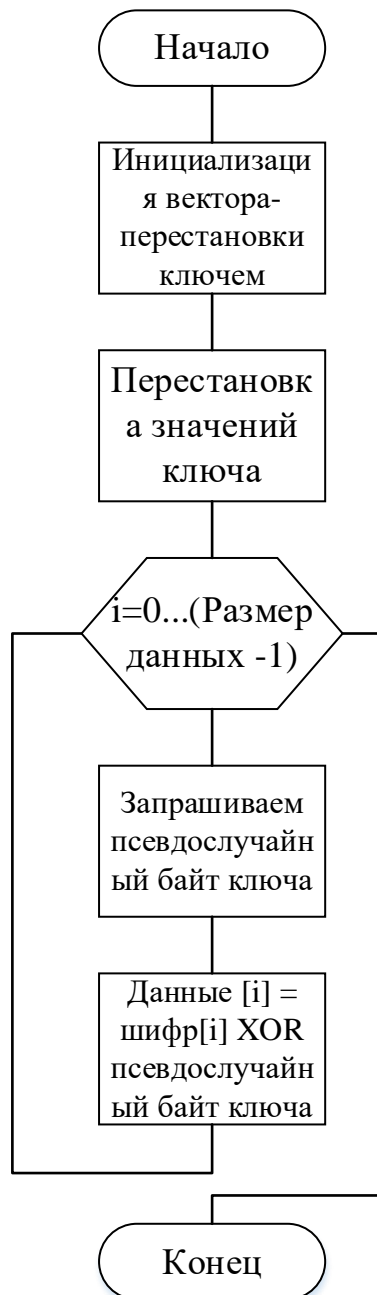 Начало
Инициализаци
я вектора-
перестановки
ключем
Перестановк
а значений
ключа
i=0...(Размер
данных -1)
Запрашиваем
псевдослучайн
ый байт ключа
Данные [i] =
шифр[i] XOR
псевдослучайн
ый байт ключа
Конец